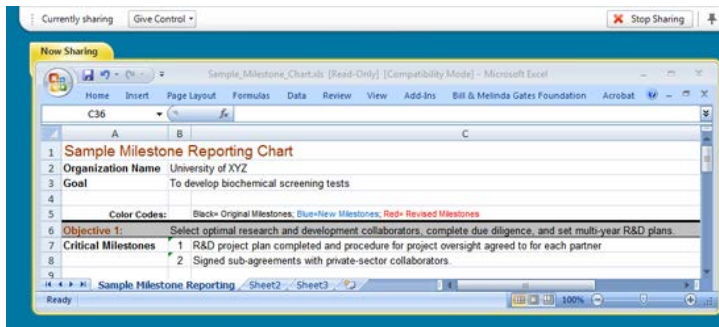 Currently sharing Give Control Stop Sharing
Now Sharing
Sample_Milestone_Chart.xls [Read-Only] [Compatibility Mode] - Microsoft Excel
Home Insert Page Layout Formulas Data Review View Add-Ins Bill & Melinda Gates Foundation Acrobat
C36 fx
A B C
1 Sample Milestone Reporting Chart
2 Organization Name University of XYZ
3 Goal To develop biochemical screening tests
4
5 Color Codes: Black= Original Milestones; Blue=New Milestones; Red= Revised Milestones
6 Objective 1: Select optimal research and development collaborators, complete due diligence, and set multi-year R&D plans.
7 Critical Milestones 1 R&D project plan completed and procedure for project oversight agreed to for each partner
8 2 Signed sub-agreements with private-sector collaborators.
9
Sample Milestone Reporting Sheet2 Sheet3
Ready 100%